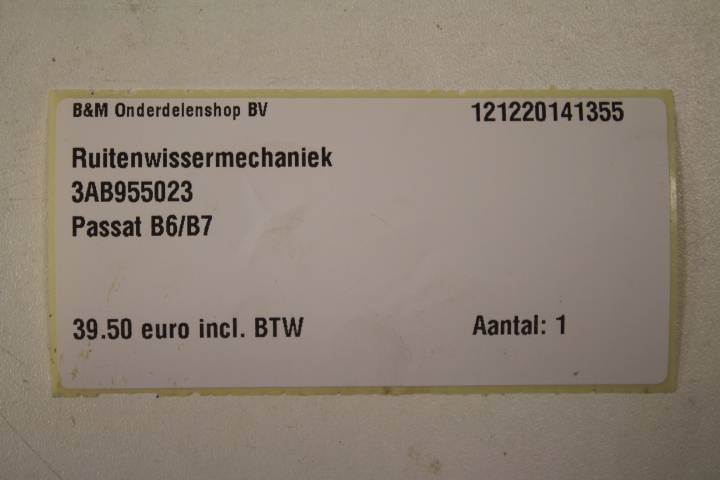 B&M Onderdelenshop BV 121220141355
Ruitenwissermechaniek
3AB955023
Passat B6/B7
39.50 euro incl. BTW Aantal: 1